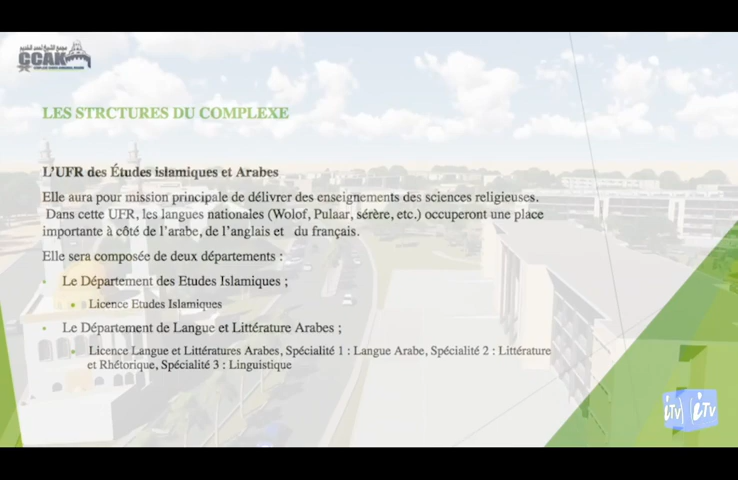 CCAK
LES STRCTURES DU COMPLEXE
L'UFR des Études islamiques et Arabes
Elle aura pour mission principale de délivrer des enseignements des sciences religieuses.
Dans cette UFR, les langues nationales (Wolof, Pulaar, sérère, etc.) occuperont une place
importante à côté de l'arabe, de l'anglais et du français.
Elle sera composée de deux départements :
• Le Département des Etudes Islamiques ;
• Licence Etudes Islamiques
• Le Département de Langue et Littérature Arabes ;
• Licence Langue et Littératures Arabes, Spécialité 1 : Langue Arabe, Spécialité 2 : Littérature
et Rhétorique, Spécialité 3 : Linguistique
iTV iTV